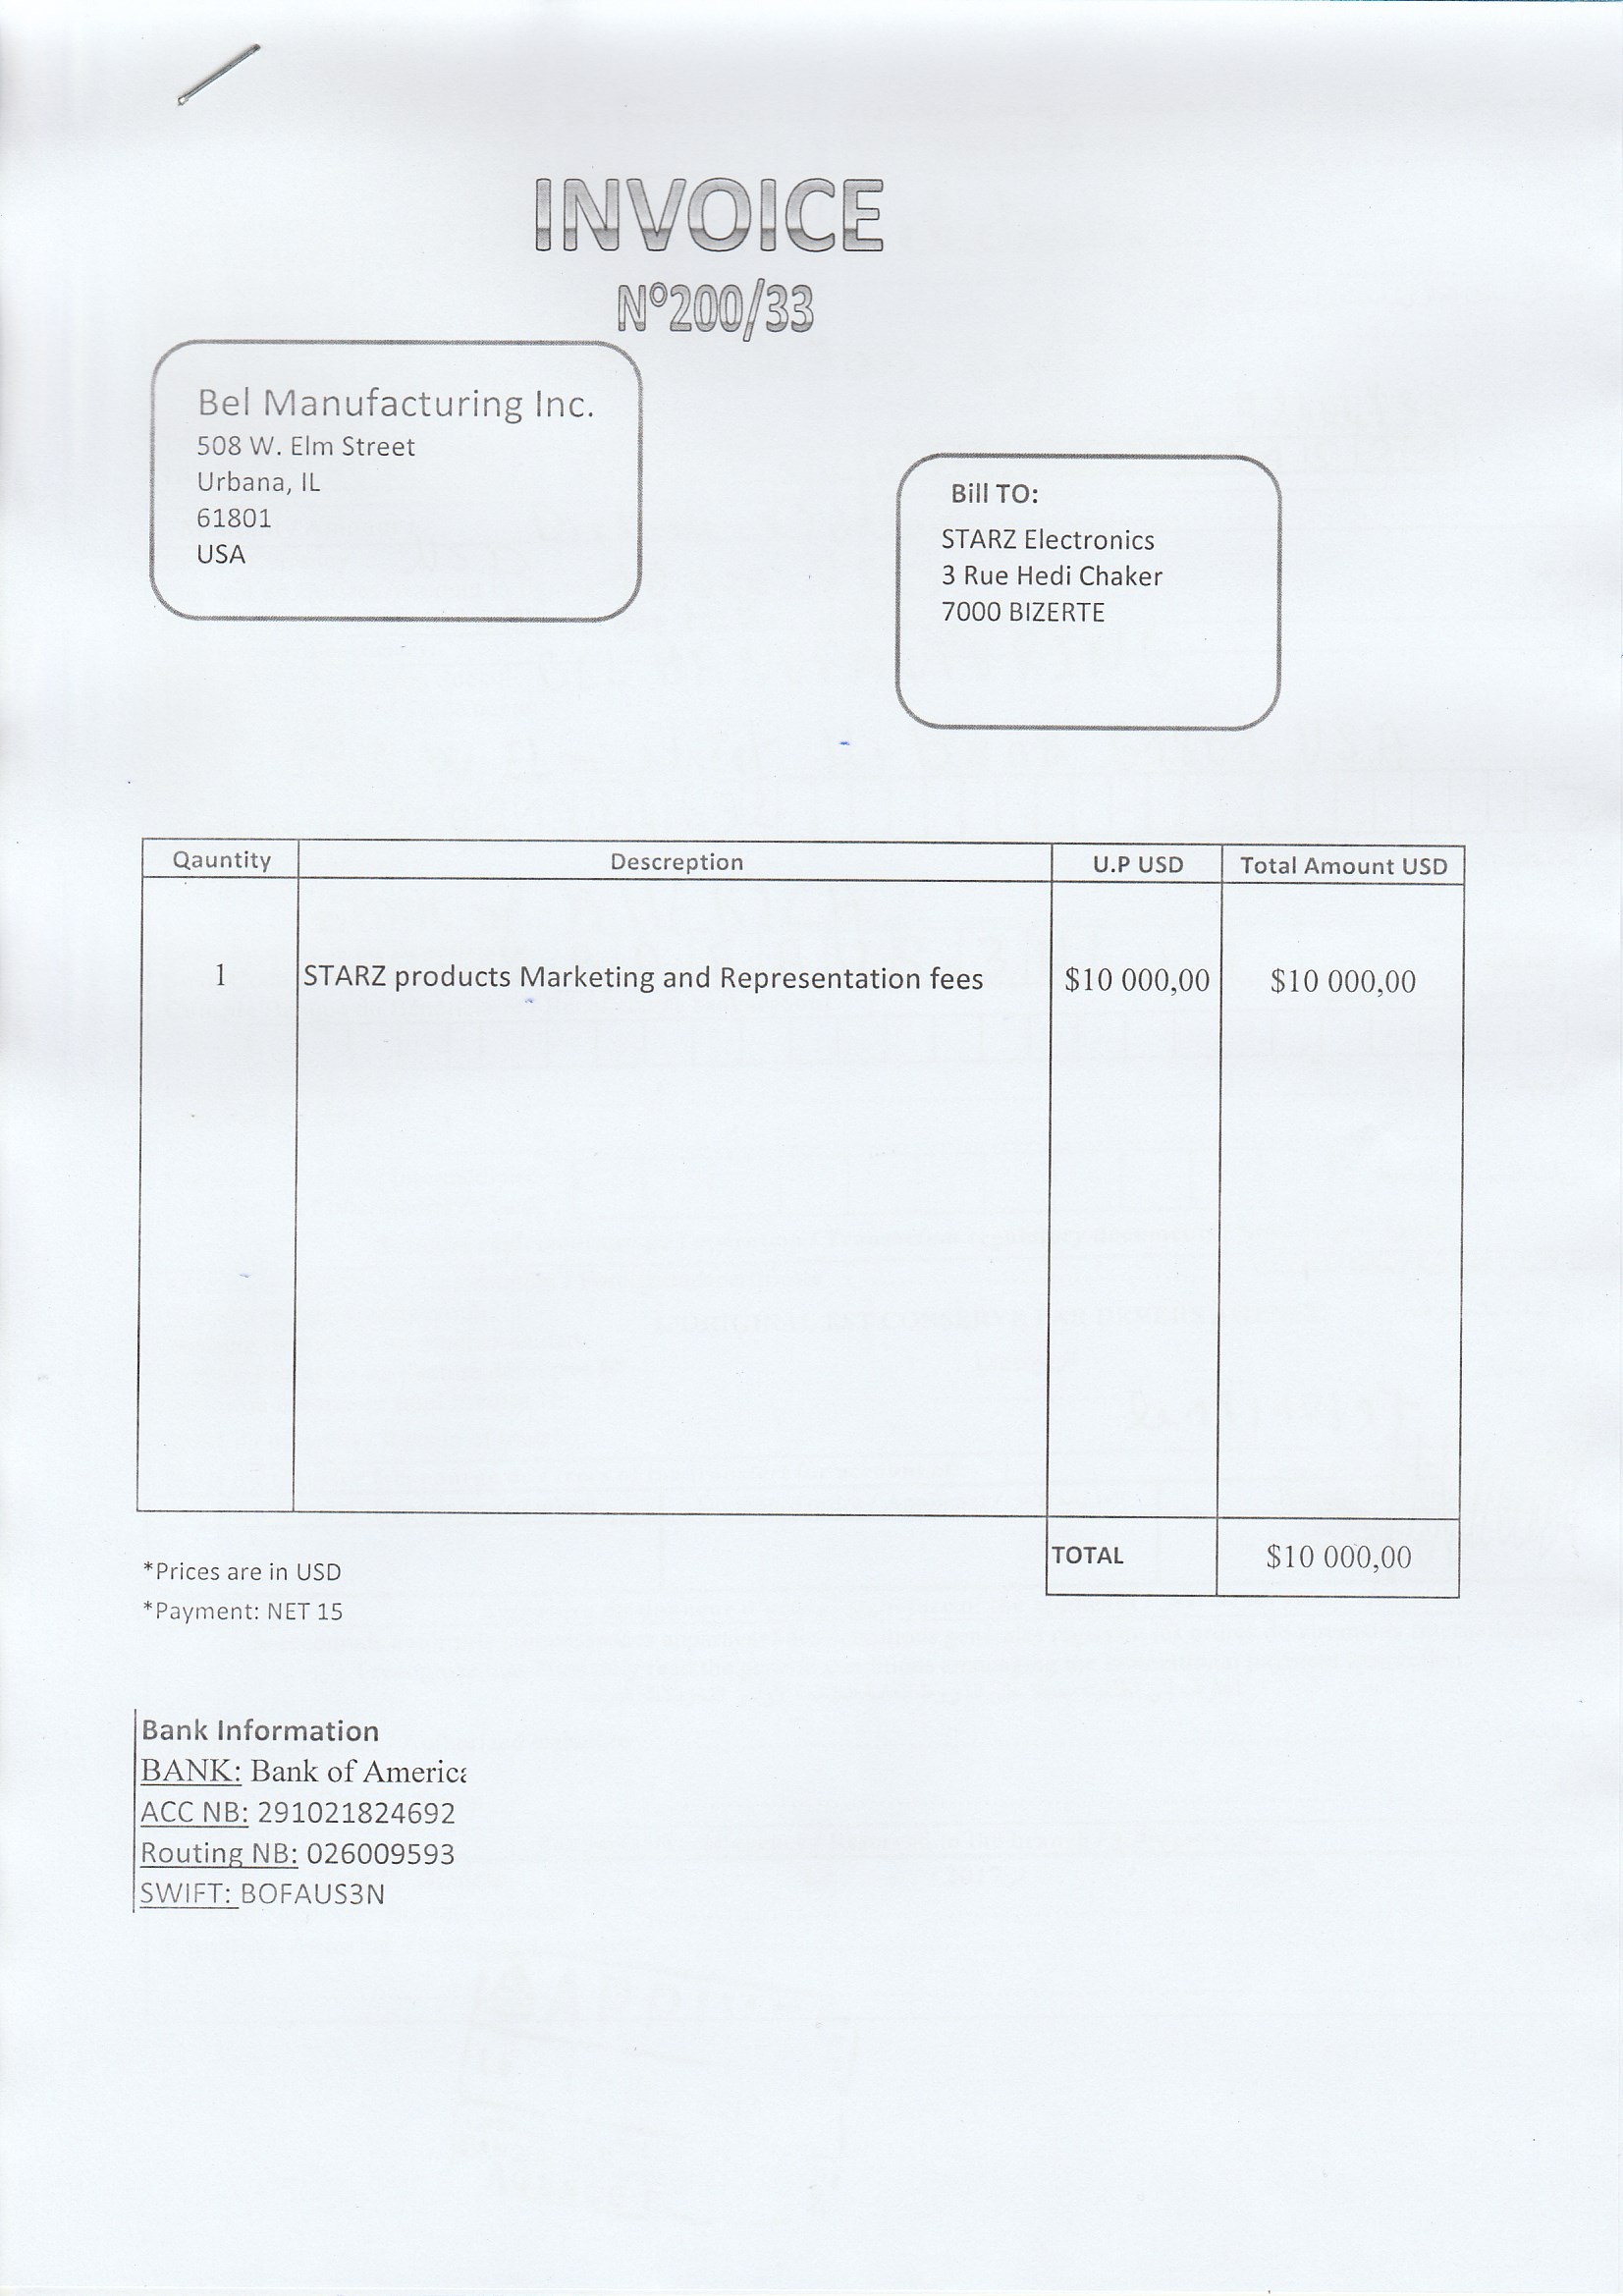 INVOICE
N°200/33
Bel Manufacturing Inc.
508 W. Elm Street
Urbana, IL
61801
USA
Bill TO:
STARZ Electronics
3 Rue Hedi Chaker
7000 BIZERTE
Qauntity Descreption U.P USD Total Amount USD
1 STARZ products Marketing and Representation fees $10 000,00 $10 000,00
TOTAL $10 000,00
*Prices are in USD
*Payment: NET 15
Bank Information
BANK: Bank of America
ACC NB: 291021824692
Routing NB: 026009593
SWIFT: BOFAUS3N